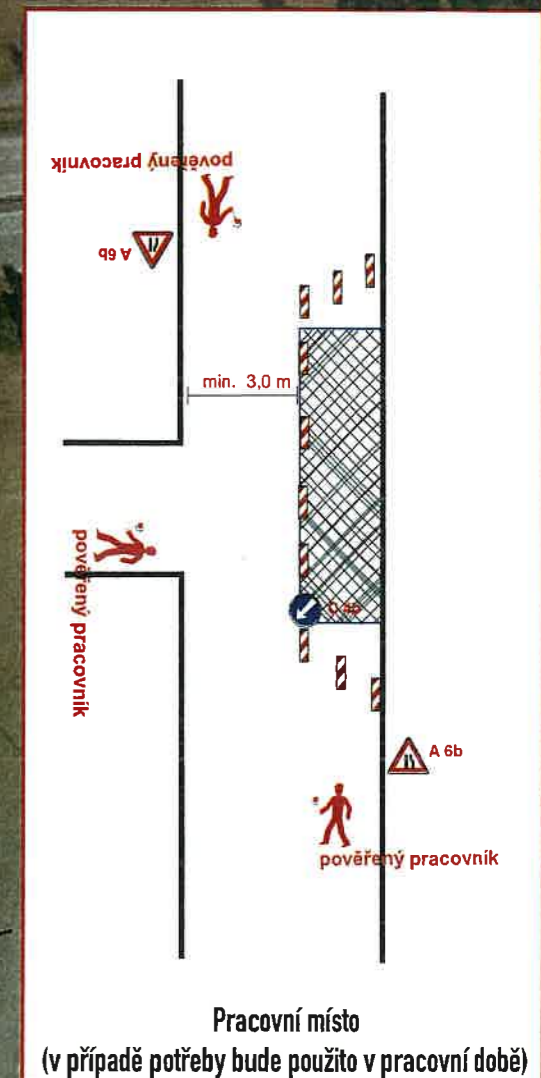 pověřený pracovník
A 6b
min. 3,0 m
pověřený pracovník
C 4b
A 6b
pověřený pracovník
Pracovní místo
(v případě potřeby bude použito v pracovní době)